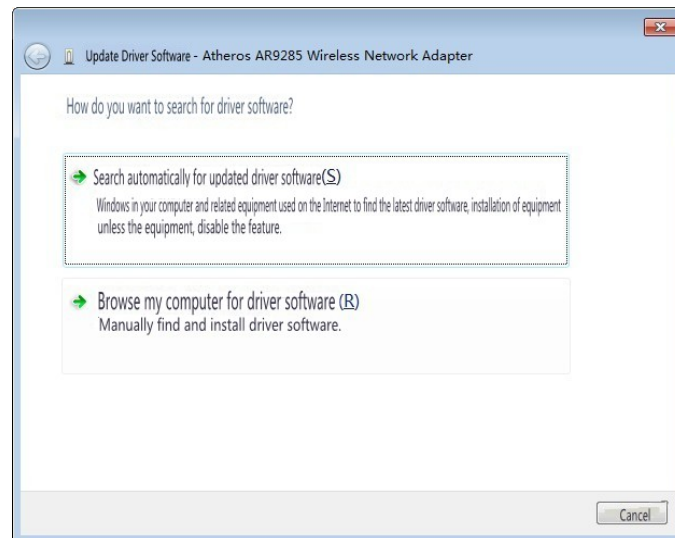 Update Driver Software - Atheros AR9285 Wireless Network Adapter
How do you want to search for driver software?
Search automatically for updated driver software(S)
Windows in your computer and related equipment used on the Internet to find the latest driver software, installation of equipment
unless the equipment, disable the feature.
Browse my computer for driver software (R)
Manually find and install driver software.
Cancel